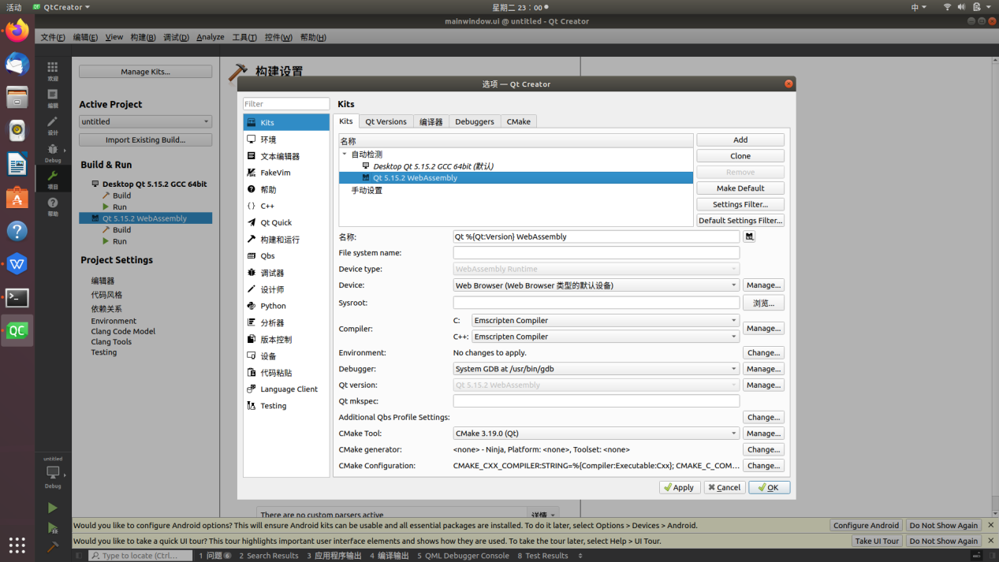 活动 QtCreator 星期二 23：00 中
mainwindow.ui @ untitled - Qt Creator
文件(F) 编辑(E) View 构建(B) 调试(D) Analyze 工具(T) 控件(W) 帮助(H)
欢迎
编辑
设计
Debug
项目
帮助
untitled
Debug
Manage Kits...
Active Project
untitled
Import Existing Build...
Build & Run
Desktop Qt 5.15.2 GCC 64bit
Build
Run
Qt 5.15.2 WebAssembly
Build
Run
Project Settings
编辑器
代码风格
依赖关系
Environment
Clang Code Model
Clang Tools
Testing
构建设置
选项 — Qt Creator
Filter
Kits
环境
文本编辑器
FakeVim
帮助
C++
Qt Quick
构建和运行
Qbs
调试器
设计师
Python
分析器
版本控制
设备
代码粘贴
Language Client
Testing
Kits
Kits Qt Versions 编译器 Debuggers CMake
名称
自动检测
Desktop Qt 5.15.2 GCC 64bit (默认)
Qt 5.15.2 WebAssembly
手动设置
Add
Clone
Remove
Make Default
Settings Filter...
Default Settings Filter...
名称: Qt %{Qt:Version} WebAssembly
File system name:
Device type: WebAssembly Runtime
Device: Web Browser (Web Browser 类型的默认设备) Manage...
Sysroot: 浏览...
Compiler: C: Emscripten Compiler Manage...
C++: Emscripten Compiler
Environment: No changes to apply. Change...
Debugger: System GDB at /usr/bin/gdb Manage...
Qt version: Qt 5.15.2 WebAssembly Manage...
Qt mkspec:
Additional Qbs Profile Settings: Change...
CMake Tool: CMake 3.19.0 (Qt) Manage...
CMake generator: <none> - Ninja, Platform: <none>, Toolset: <none> Change...
CMake Configuration: CMAKE_CXX_COMPILER:STRING=%{Compiler:Executable:Cxx}; CMAKE_C_COM... Change...
Apply Cancel OK
There are no custom parsers active 详情
Would you like to configure Android options? This will ensure Android kits can be usable and all essential packages are installed. To do it later, select Options > Devices > Android. Configure Android Do Not Show Again
Would you like to take a quick UI tour? This tour highlights important user interface elements and shows how they are used. To take the tour later, select Help > UI Tour. Take UI Tour Do Not Show Again
Type to locate (Ctrl... 1 问题 6 2 Search Results 3 应用程序输出 4 编译输出 5 QML Debugger Console 8 Test Results